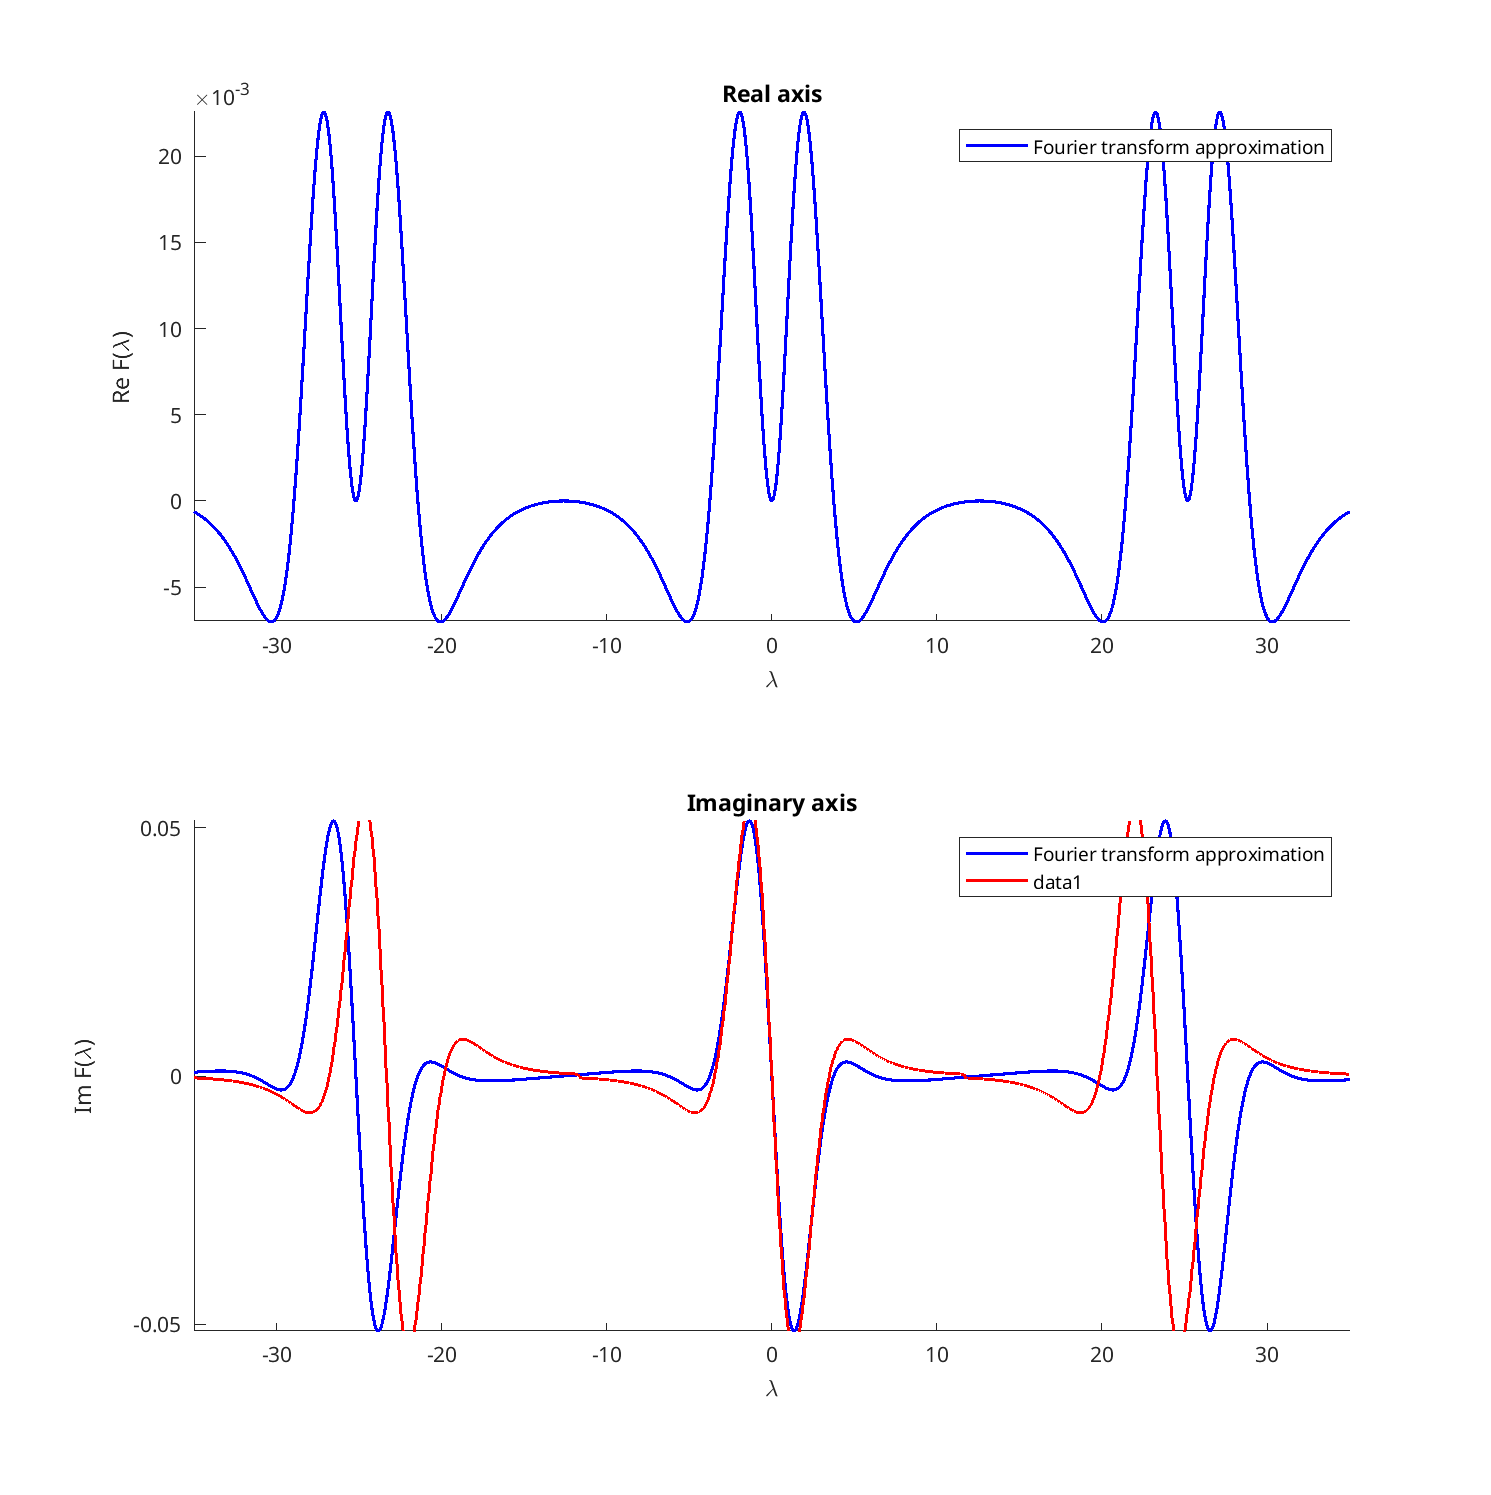 Real axis
×10-3
Fourier transform approximation
20
15
10
5
0
-5
Re F(λ)
-30 -20 -10 0 10 20 30
λ
Imaginary axis
Fourier transform approximation
data1
0.05
0
-0.05
Im F(λ)
-30 -20 -10 0 10 20 30
λ